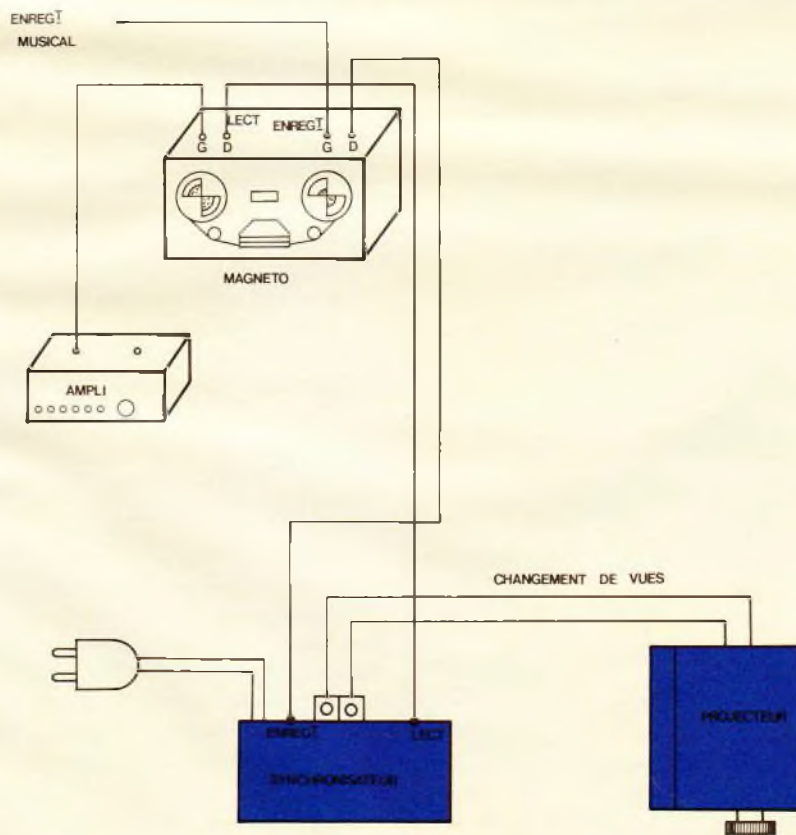 ENREGT
MUSICAL
LECT ENREGT
G D G D
MAGNETO
AMPLI
CHANGEMENT DE VUES
PROJECTEUR
ENREGT LECT
SYNCHRONISATEUR